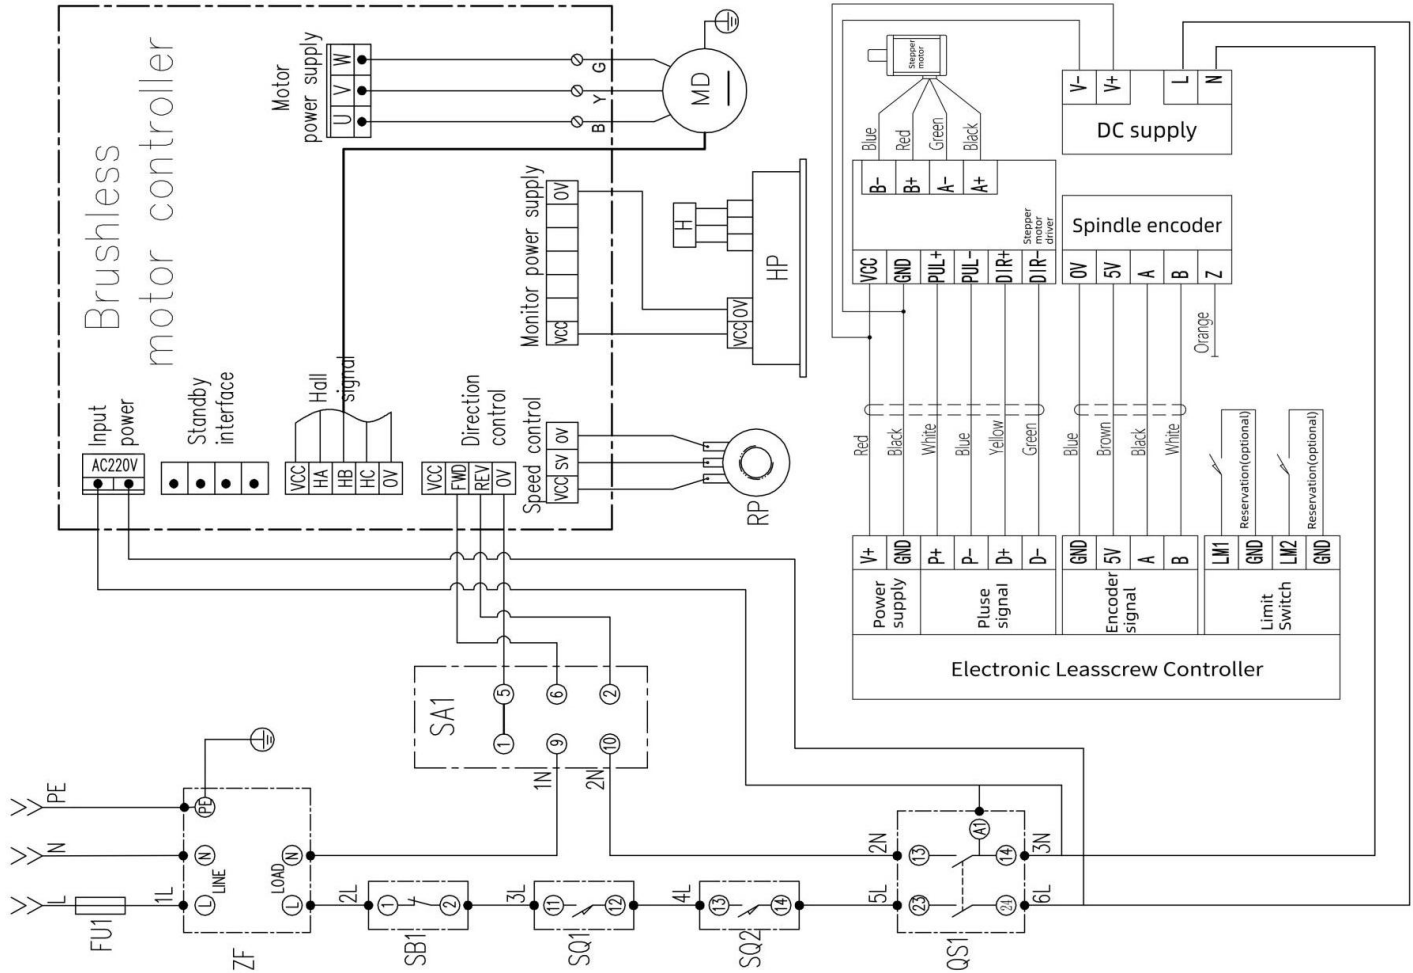 Brushless
motor controller
Input
power
AC220V
Standby
interface
Hall
signal
VCC
HA
HB
HC
0V
Direction
control
VCC
FWD
REV
0V
Speed control
VCC
SV
0V
RP
Monitor power supply
VCC
0V
VCC
0V
HP
H
Motor
power supply
U
V
W
B
Y
G
MD
PE
N
L
FU1
1L
ZF
PE
N
L
LINE
LOAD
N
L
2L
SB1
1
2
3L
SQ1
11
12
4L
SQ2
13
14
5L
QS1
2N
13
14
A1
23
24
3N
6L
SA1
5
6
2
1
9
10
1N
2N
Stepper
motor
Blue
Red
Green
Black
B-
B+
A-
A+
Stepper
motor
driver
VCC
GND
PUL+
PUL-
DIR+
DIR-
V-
V+
L
N
DC supply
Spindle encoder
0V
5V
A
B
Z
Orange
Red
Black
White
Blue
Yellow
Green
Blue
Brown
Black
White
Reservation(optional)
Reservation(optional)
V+
GND
P+
P-
D+
D-
GND
5V
A
B
LM1
GND
LM2
GND
Power
supply
Pluse
signal
Encoder
signal
Limit
Switch
Electronic Leasscrew Controller